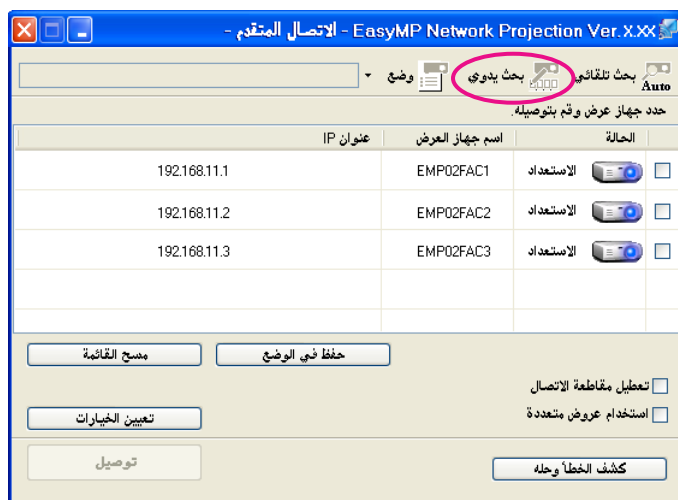 EasyMP Network Projection Ver.X.XX - الاتصال المتقدم -
Auto بحث تلقائي بحث يدوي وضع
حدد جهاز عرض وقم بتوصيله.
الحالة اسم جهاز العرض عنوان IP
الاستعداد EMP02FAC1 192.168.11.1
الاستعداد EMP02FAC2 192.168.11.2
الاستعداد EMP02FAC3 192.168.11.3
حفظ في الوضع مسح القائمة
تعطيل مقاطعة الاتصال
استخدام عروض متعددة تعيين الخيارات
كشف الخطأ وحله توصيل